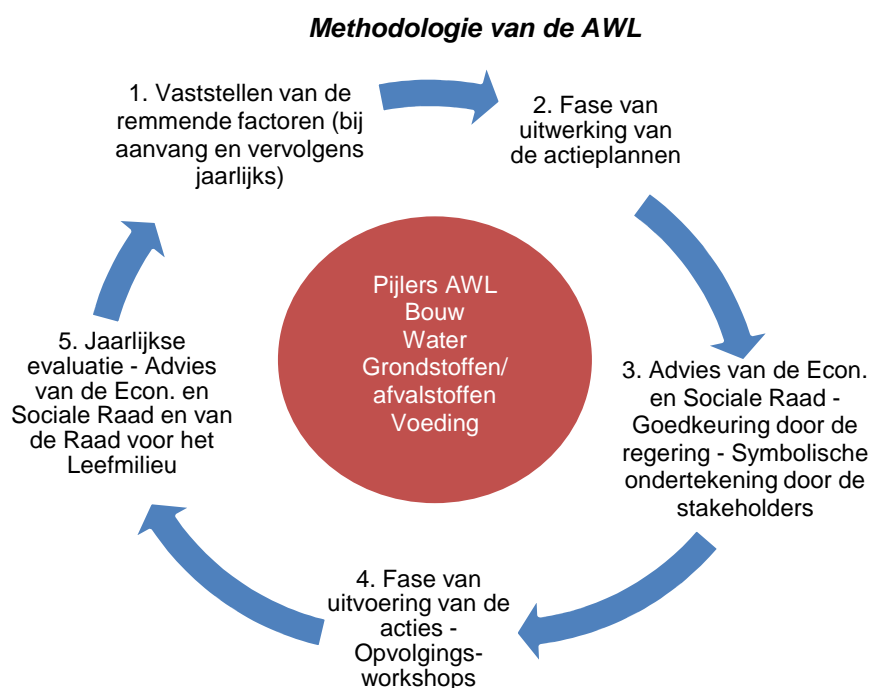 Methodologie van de AWL
1. Vaststellen van de
remmende factoren (bij
aanvang en vervolgens
jaarlijks)
2. Fase van
uitwerking van
de actieplannen
3. Advies van de Econ.
en Sociale Raad -
Goedkeuring door de
regering - Symbolische
ondertekening door de
stakeholders
4. Fase van
uitvoering van de
acties -
Opvolgings-
workshops
5. Jaarlijkse
evaluatie - Advies
van de Econ. en
Sociale Raad en van
de Raad voor het
Leefmilieu
Pijlers AWL
Bouw
Water
Grondstoffen/
afvalstoffen
Voeding